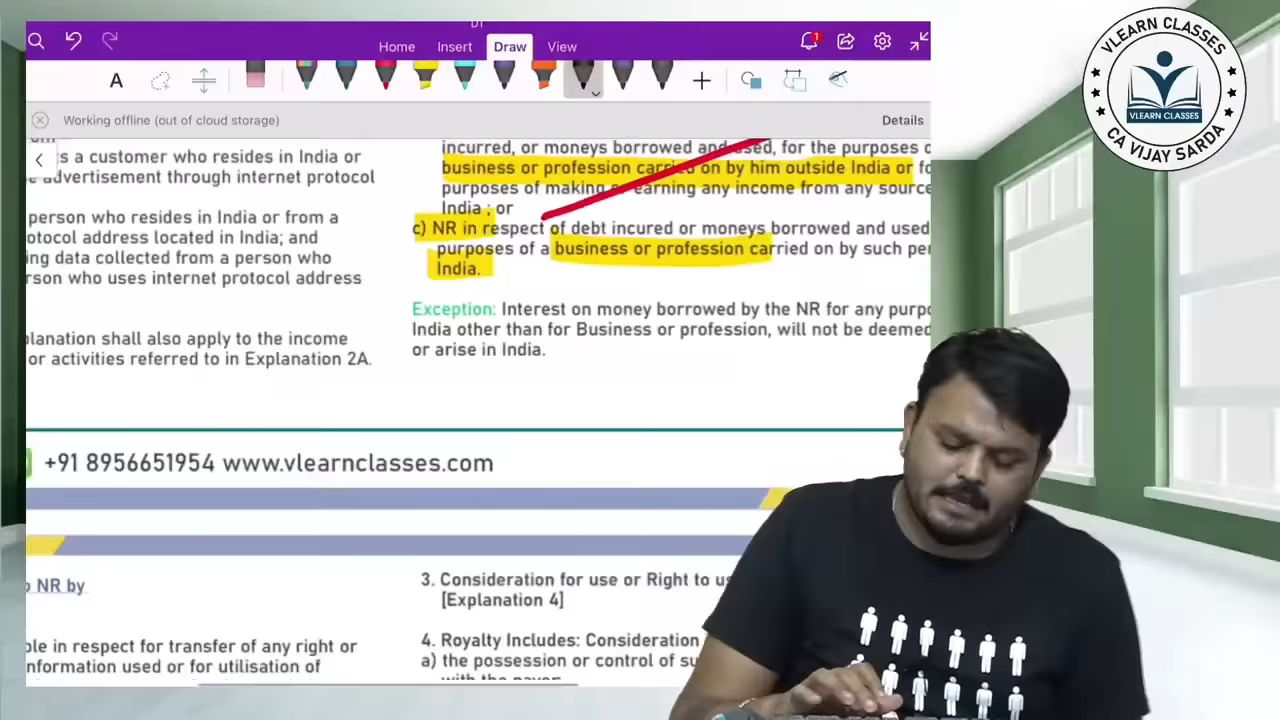 Home Insert Draw View
1
A
Working offline (out of cloud storage) Details
s a customer who resides in India or
advertisement through internet protocol
person who resides in India or from a
otocol address located in India; and
ing data collected from a person who
rson who uses internet protocol address
lanation shall also apply to the income
or activities referred to in Explanation 2A.
incurred, or moneys borrowed and used, for the purposes
business or profession carried on by him outside India or
purposes of making or earning any income from any source
India ; or
c) NR in respect of debt incured or moneys borrowed and used
purposes of a business or profession carried on by such
India.
Exception: Interest on money borrowed by the NR for any
India other than for Business or profession, will not be deemed
or arise in India.
+91 8956651954 www.vlearnclasses.com
NR by
ple in respect for transfer of any right or
nformation used or for utilisation of
3. Consideration for use or Right to
[Explanation 4]
4. Royalty Includes: Consideration
a) the possession or control of
with the payer
VLEARN CLASSES
VLEARN CLASSES
CA VIJAY SARDA